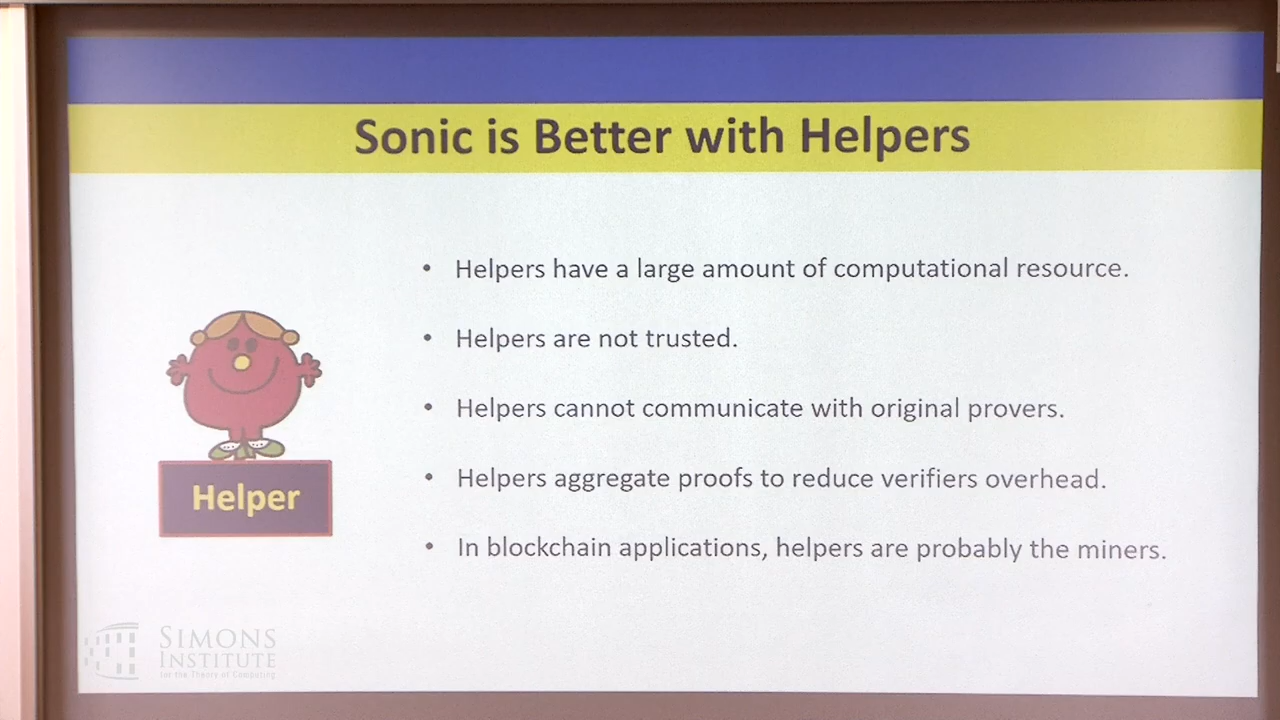 Sonic is Better with Helpers
• Helpers have a large amount of computational resource.
• Helpers are not trusted.
• Helpers cannot communicate with original provers.
• Helpers aggregate proofs to reduce verifiers overhead.
• In blockchain applications, helpers are probably the miners.
Helper
SIMONS
INSTITUTE
for the Theory of Computing